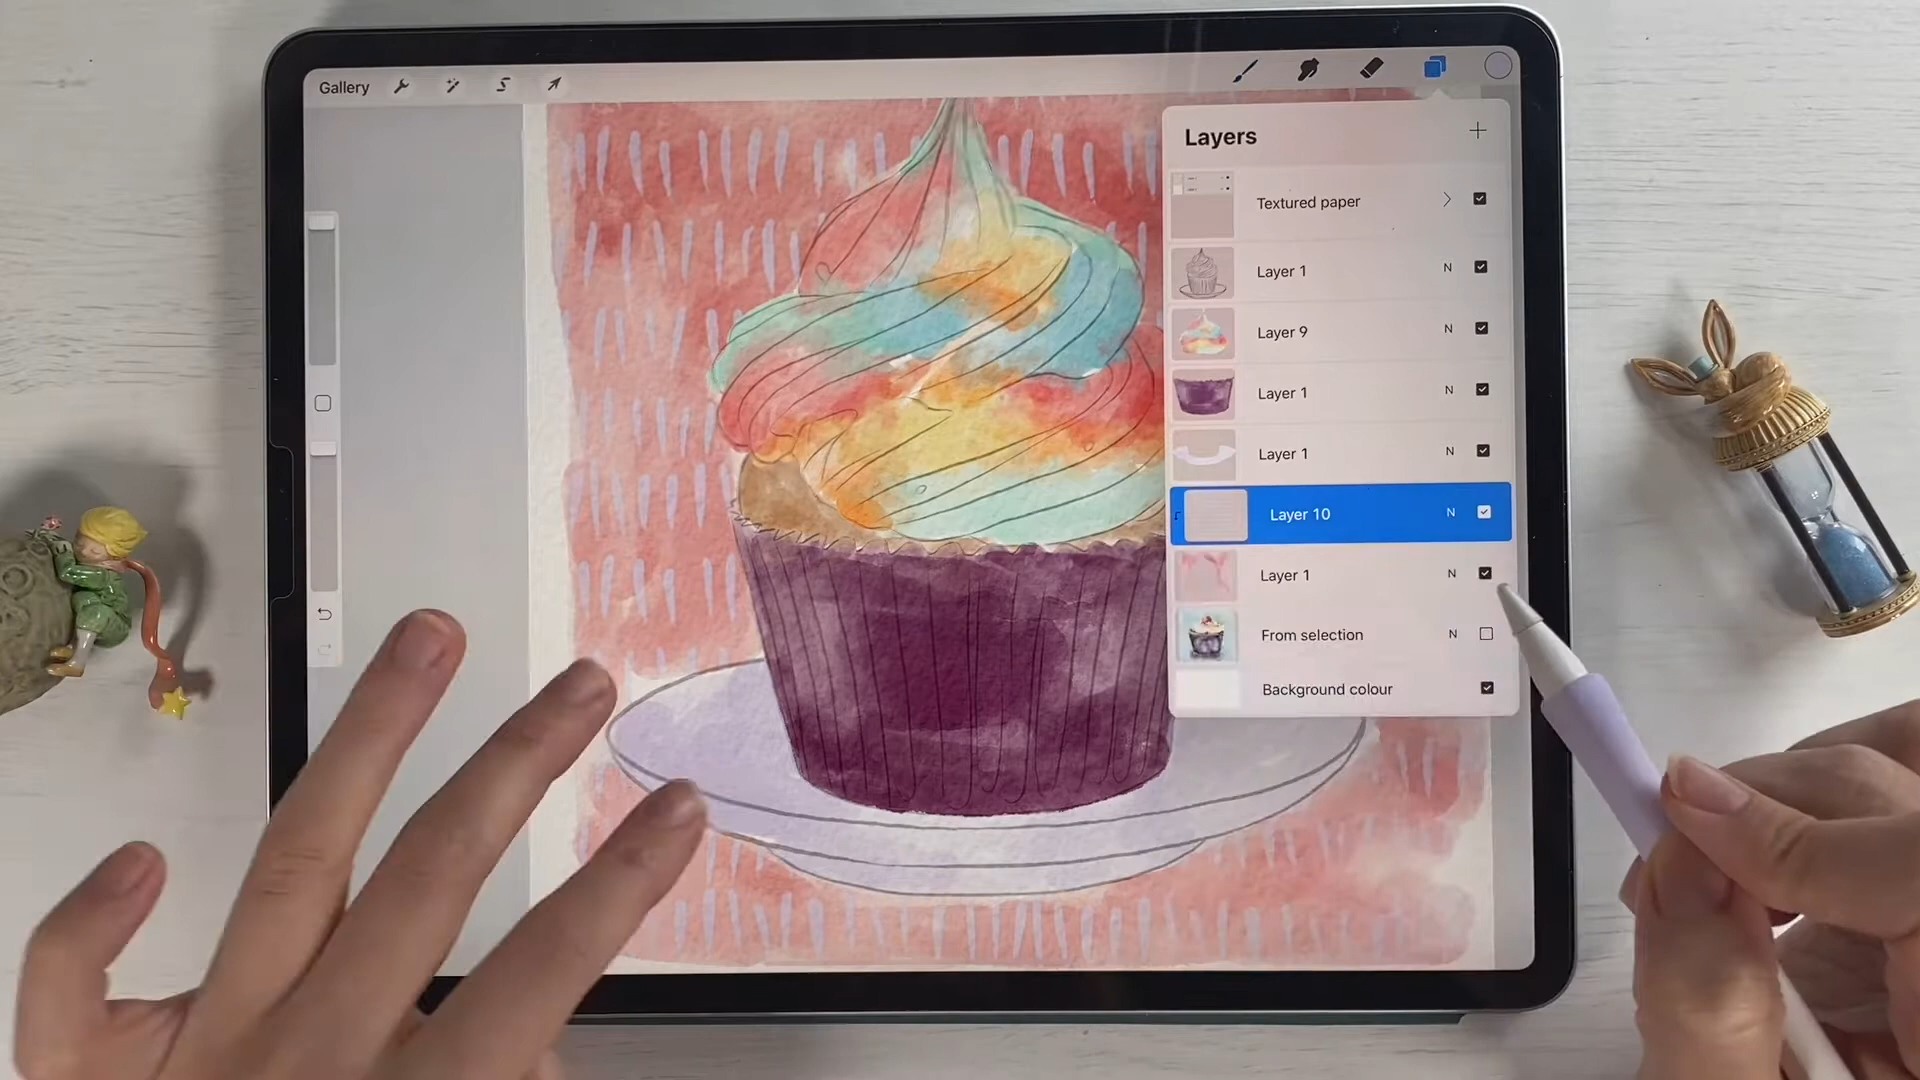 Gallery
Layers
Textured paper
Layer 1 N
Layer 9 N
Layer 1 N
Layer 1 N
Layer 10 N
Layer 1 N
From selection N
Background colour